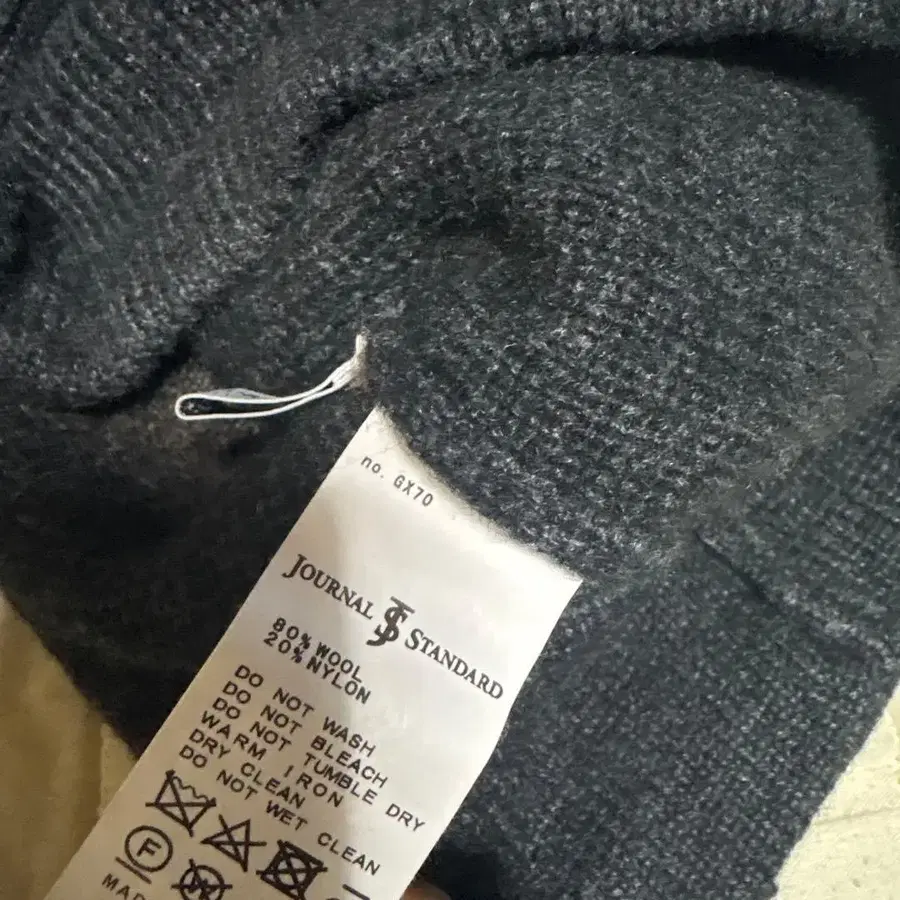 no. GX70
JOURNAL JS STANDARD
80% WOOL
20% NYLON
DO NOT WASH
DO NOT BLEACH
DO NOT TUMBLE DRY
WARM IRON
DRY CLEAN
DO NOT WET CLEAN
F
W